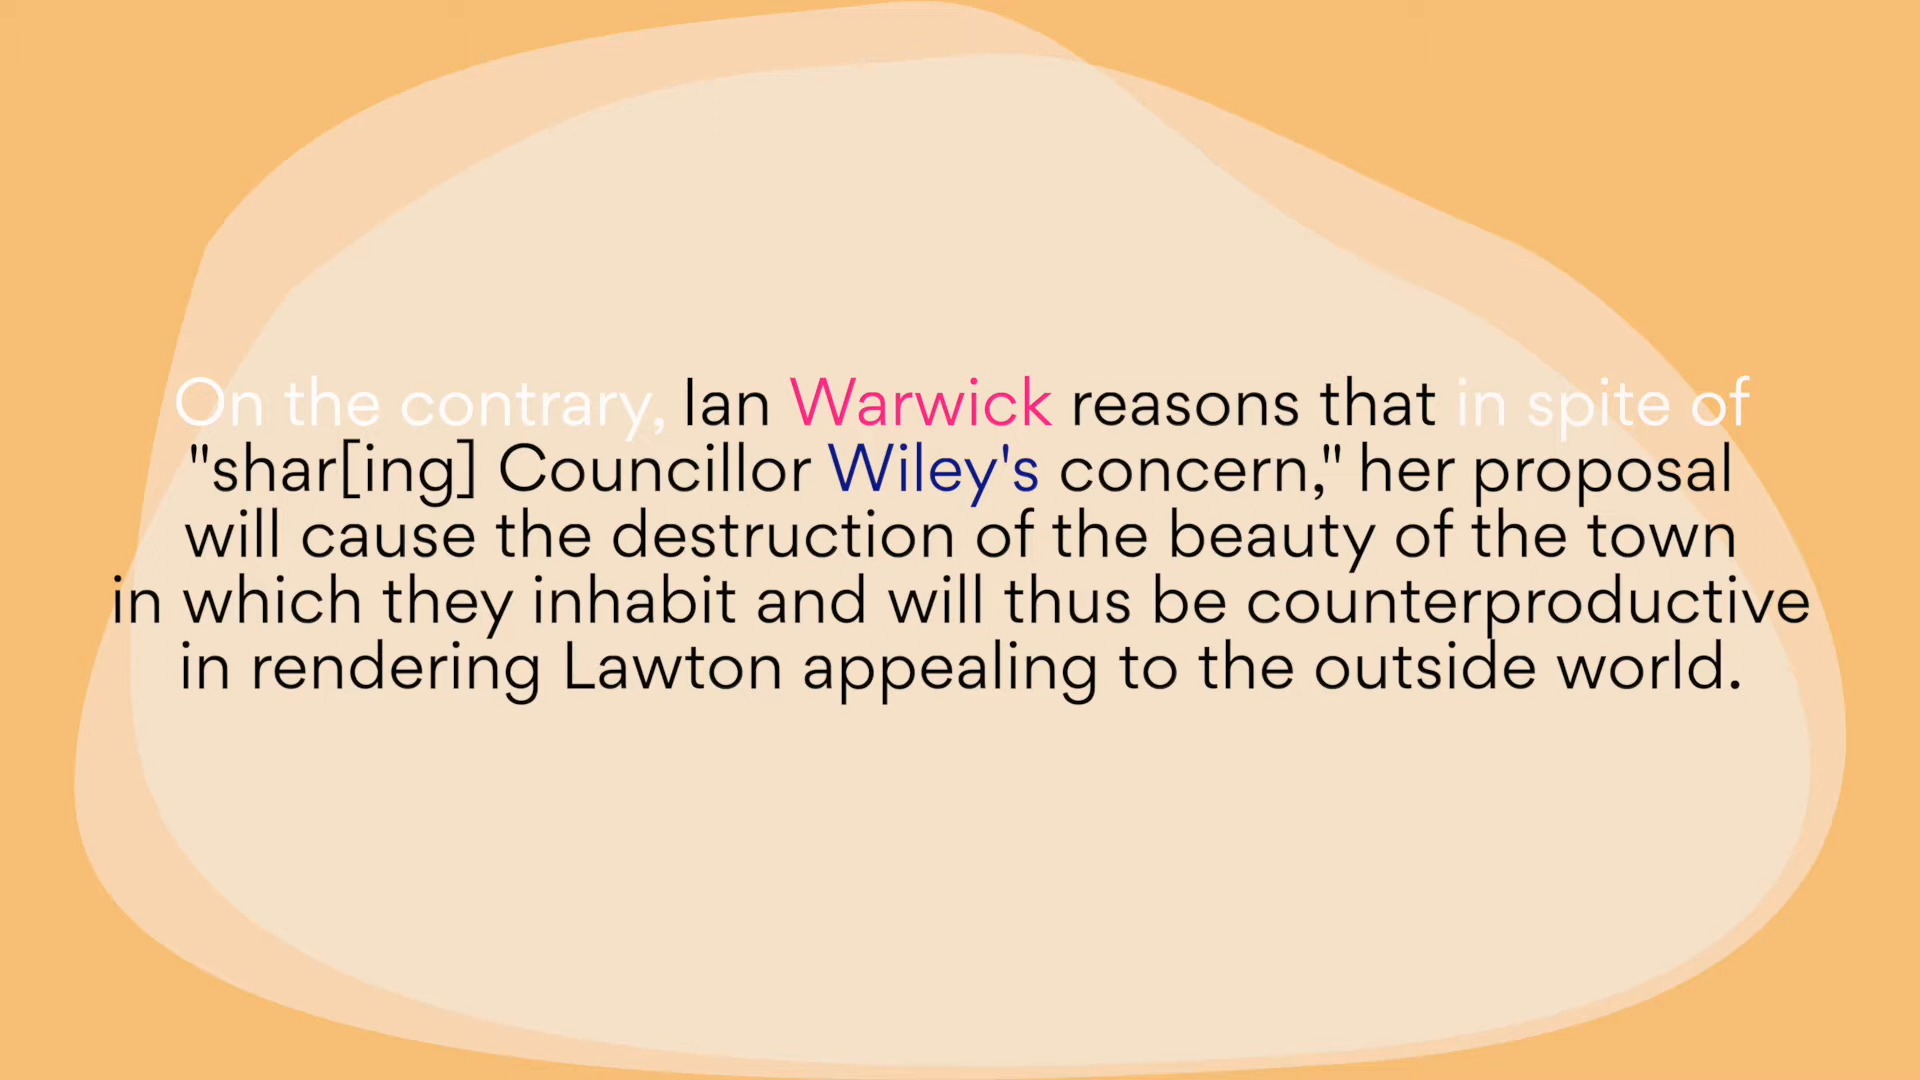 On the contrary, Ian Warwick reasons that in spite of
"shar[ing] Councillor Wiley's concern," her proposal
will cause the destruction of the beauty of the town
in which they inhabit and will thus be counterproductive
in rendering Lawton appealing to the outside world.